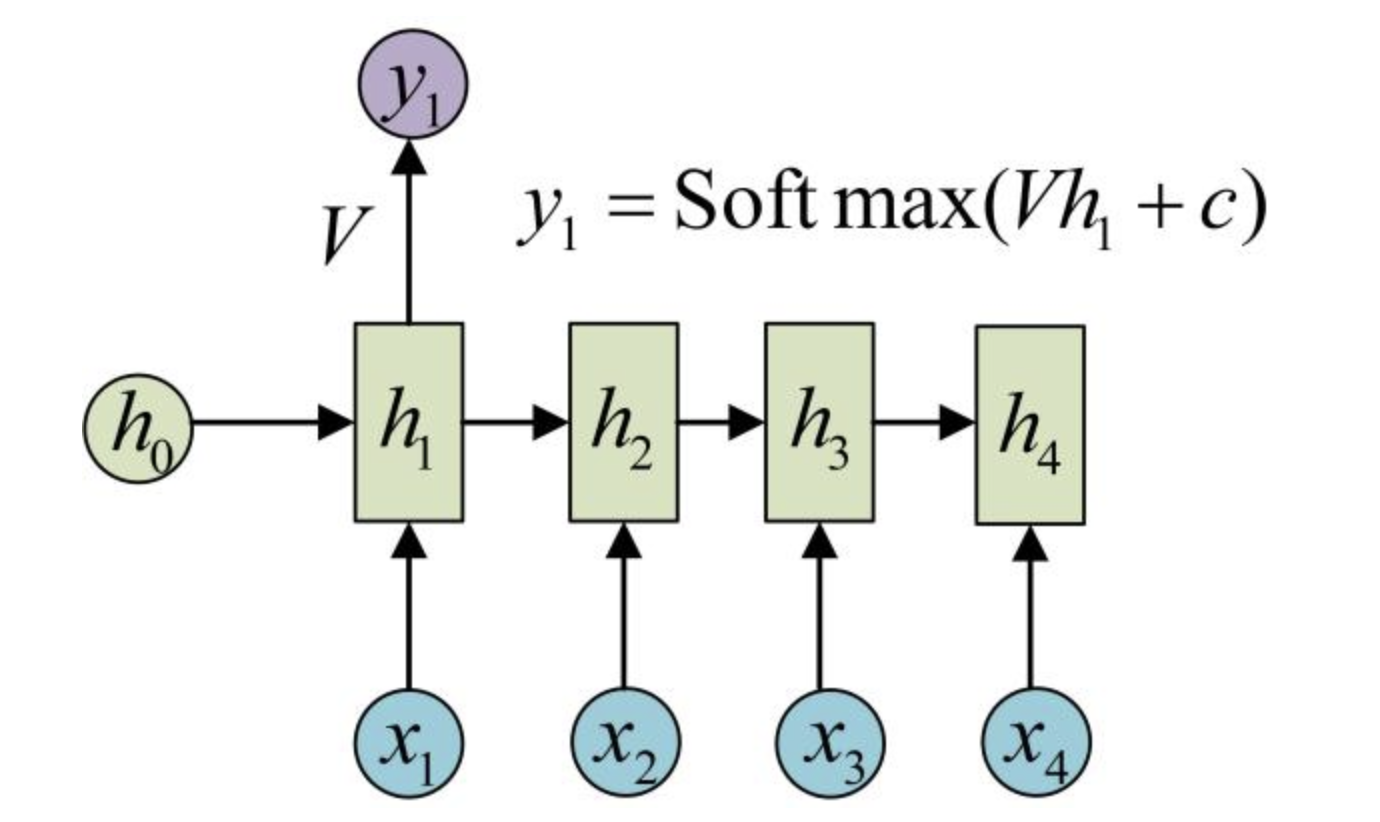 y₁
V y₁ = Soft max(Vh₁ + c)
h₀ h₁ h₂ h₃ h₄
x₁ x₂ x₃ x₄